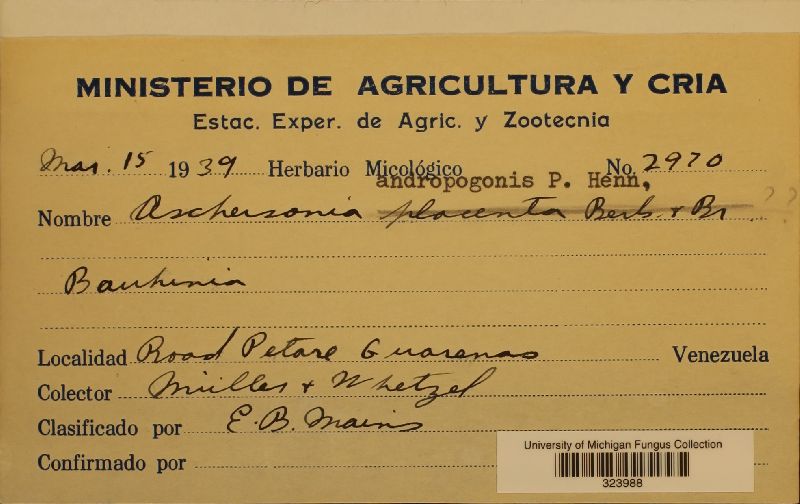 MINISTERIO DE AGRICULTURA Y CRIA
Estac. Exper. de Agric. y Zootecnia
Mar. 15 1939 Herbario Micológico No. 2970
andropogonis P. Henn,
Nombre Aschersonia placenta Berk. & Br ??
Bauhinia
Localidad Road Petare Guarenas Venezuela
Colector Müller & Whetzel
Clasificado por E. B. Mains
Confirmado por
University of Michigan Fungus Collection
323988